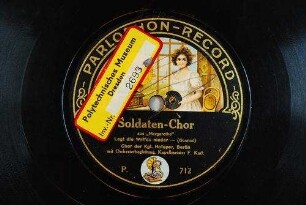 PARLOPHON-RECORD
Polytechnisches Museum
Dresden
Inv.-Nr. 2693
Soldaten-Chor
aus „Margarethe"
Legt die Waffen nieder — (Gounod)
Chor der Kgl. Hofoper, Berlin
mit Orchesterbegleitung, Kapellmeister F. Kark
P. 712